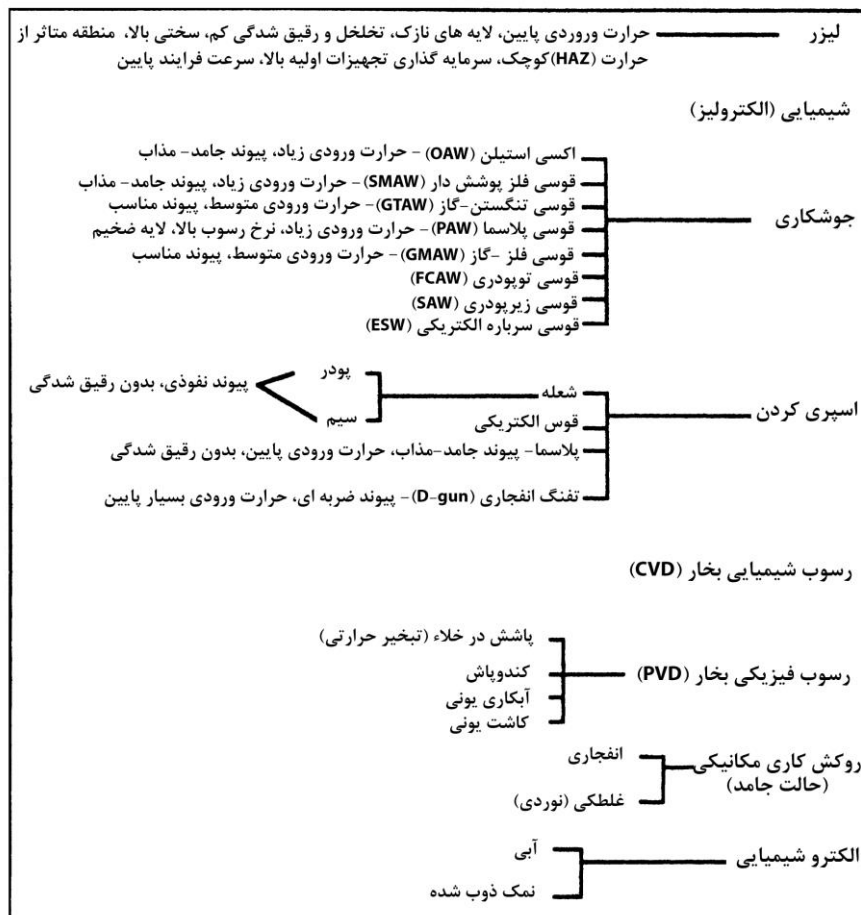 لیزر
حرارت وروردی پایین، لایه های نازک، تخلخل و رقیق شدگی کم، سختی بالا، منطقه متاثر از
حرارت (HAZ)کوچک، سرمایه گذاری تجهیزات اولیه بالا، سرعت فرایند پایین
شیمیایی (الکترولیز)
جوشکاری
اکسی استیلن (OAW) - حرارت ورودی زیاد، پیوند جامد- مذاب
قوسی فلز پوشش دار (SMAW)- حرارت ورودی زیاد، پیوند جامد- مذاب
قوسی تنگستن-گاز (GTAW)- حرارت ورودی متوسط، پیوند مناسب
قوسی پلاسما (PAW)- حرارت ورودی زیاد، نرخ رسوب بالا، لایه ضخیم
قوسی فلز -گاز (GMAW)- حرارت ورودی متوسط، پیوند مناسب
قوسی توپودری (FCAW)
قوسی زیرپودری (SAW)
قوسی سرباره الکتریکی (ESW)
اسپری کردن
شعله
پودر
سیم
پیوند نفوذی، بدون رقیق شدگی
قوس الکتریکی
پلاسما- پیوند جامد-مذاب، حرارت ورودی پایین، بدون رقیق شدگی
تفنگ انفجاری (D-gun)- پیوند ضربه ای، حرارت ورودی بسیار پایین
رسوب شیمیایی بخار (CVD)
رسوب فیزیکی بخار (PVD)
پاشش در خلاء (تبخیر حرارتی)
کندوپاش
آبکاری یونی
کاشت یونی
روکش کاری مکانیکی
(حالت جامد)
انفجاری
غلطکی (نوردی)
الکترو شیمیایی
آبی
نمک ذوب شده